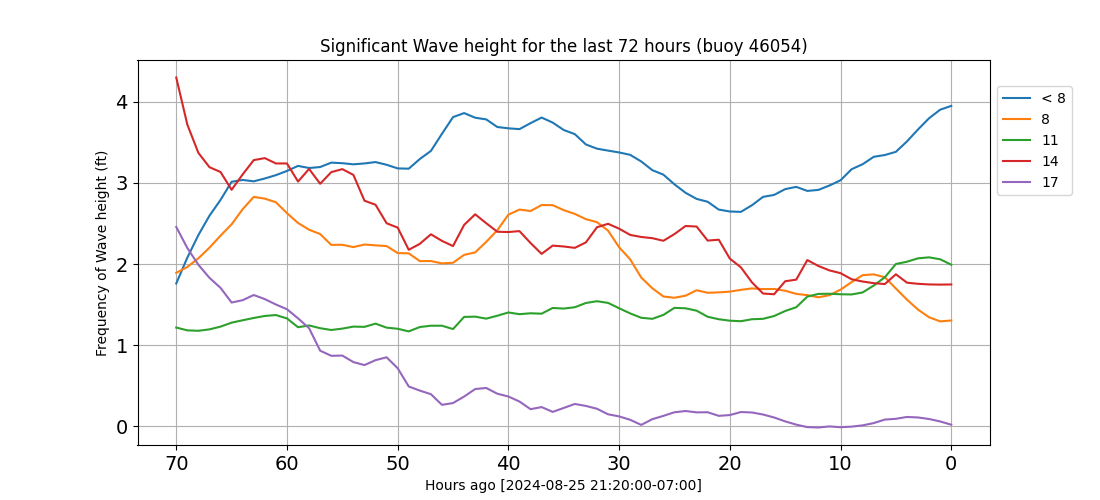 Significant Wave height for the last 72 hours (buoy 46054)
Frequency of Wave height (ft)
4
3
2
1
0
70 60 50 40 30 20 10 0
Hours ago [2024-08-25 21:20:00-07:00]
< 8
8
11
14
17